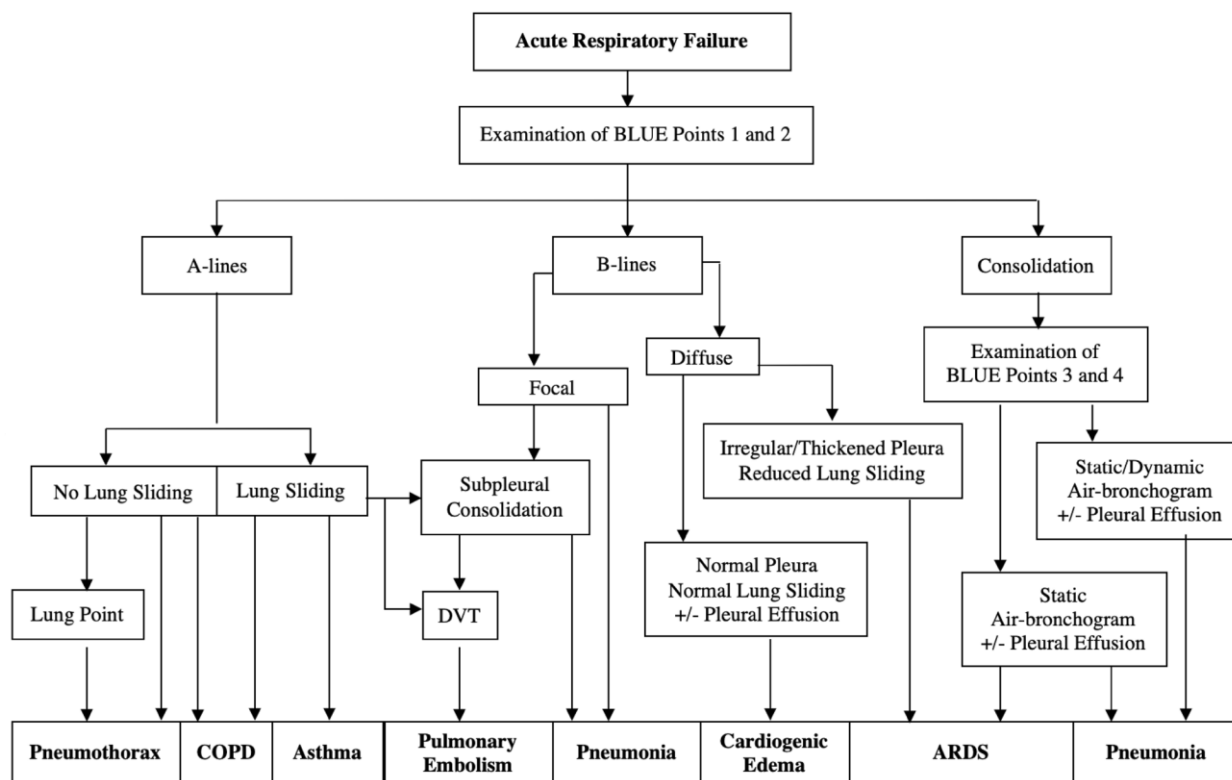 Acute Respiratory Failure
Examination of BLUE Points 1 and 2
A-lines
B-lines
Consolidation
Diffuse
Examination of
BLUE Points 3 and 4
Focal
No Lung Sliding
Lung Sliding
Subpleural
Consolidation
Irregular/Thickened Pleura
Reduced Lung Sliding
Static/Dynamic
Air-bronchogram
+/- Pleural Effusion
Lung Point
DVT
Normal Pleura
Normal Lung Sliding
+/- Pleural Effusion
Static
Air-bronchogram
+/- Pleural Effusion
Pneumothorax
COPD
Asthma
Pulmonary
Embolism
Pneumonia
Cardiogenic
Edema
ARDS
Pneumonia